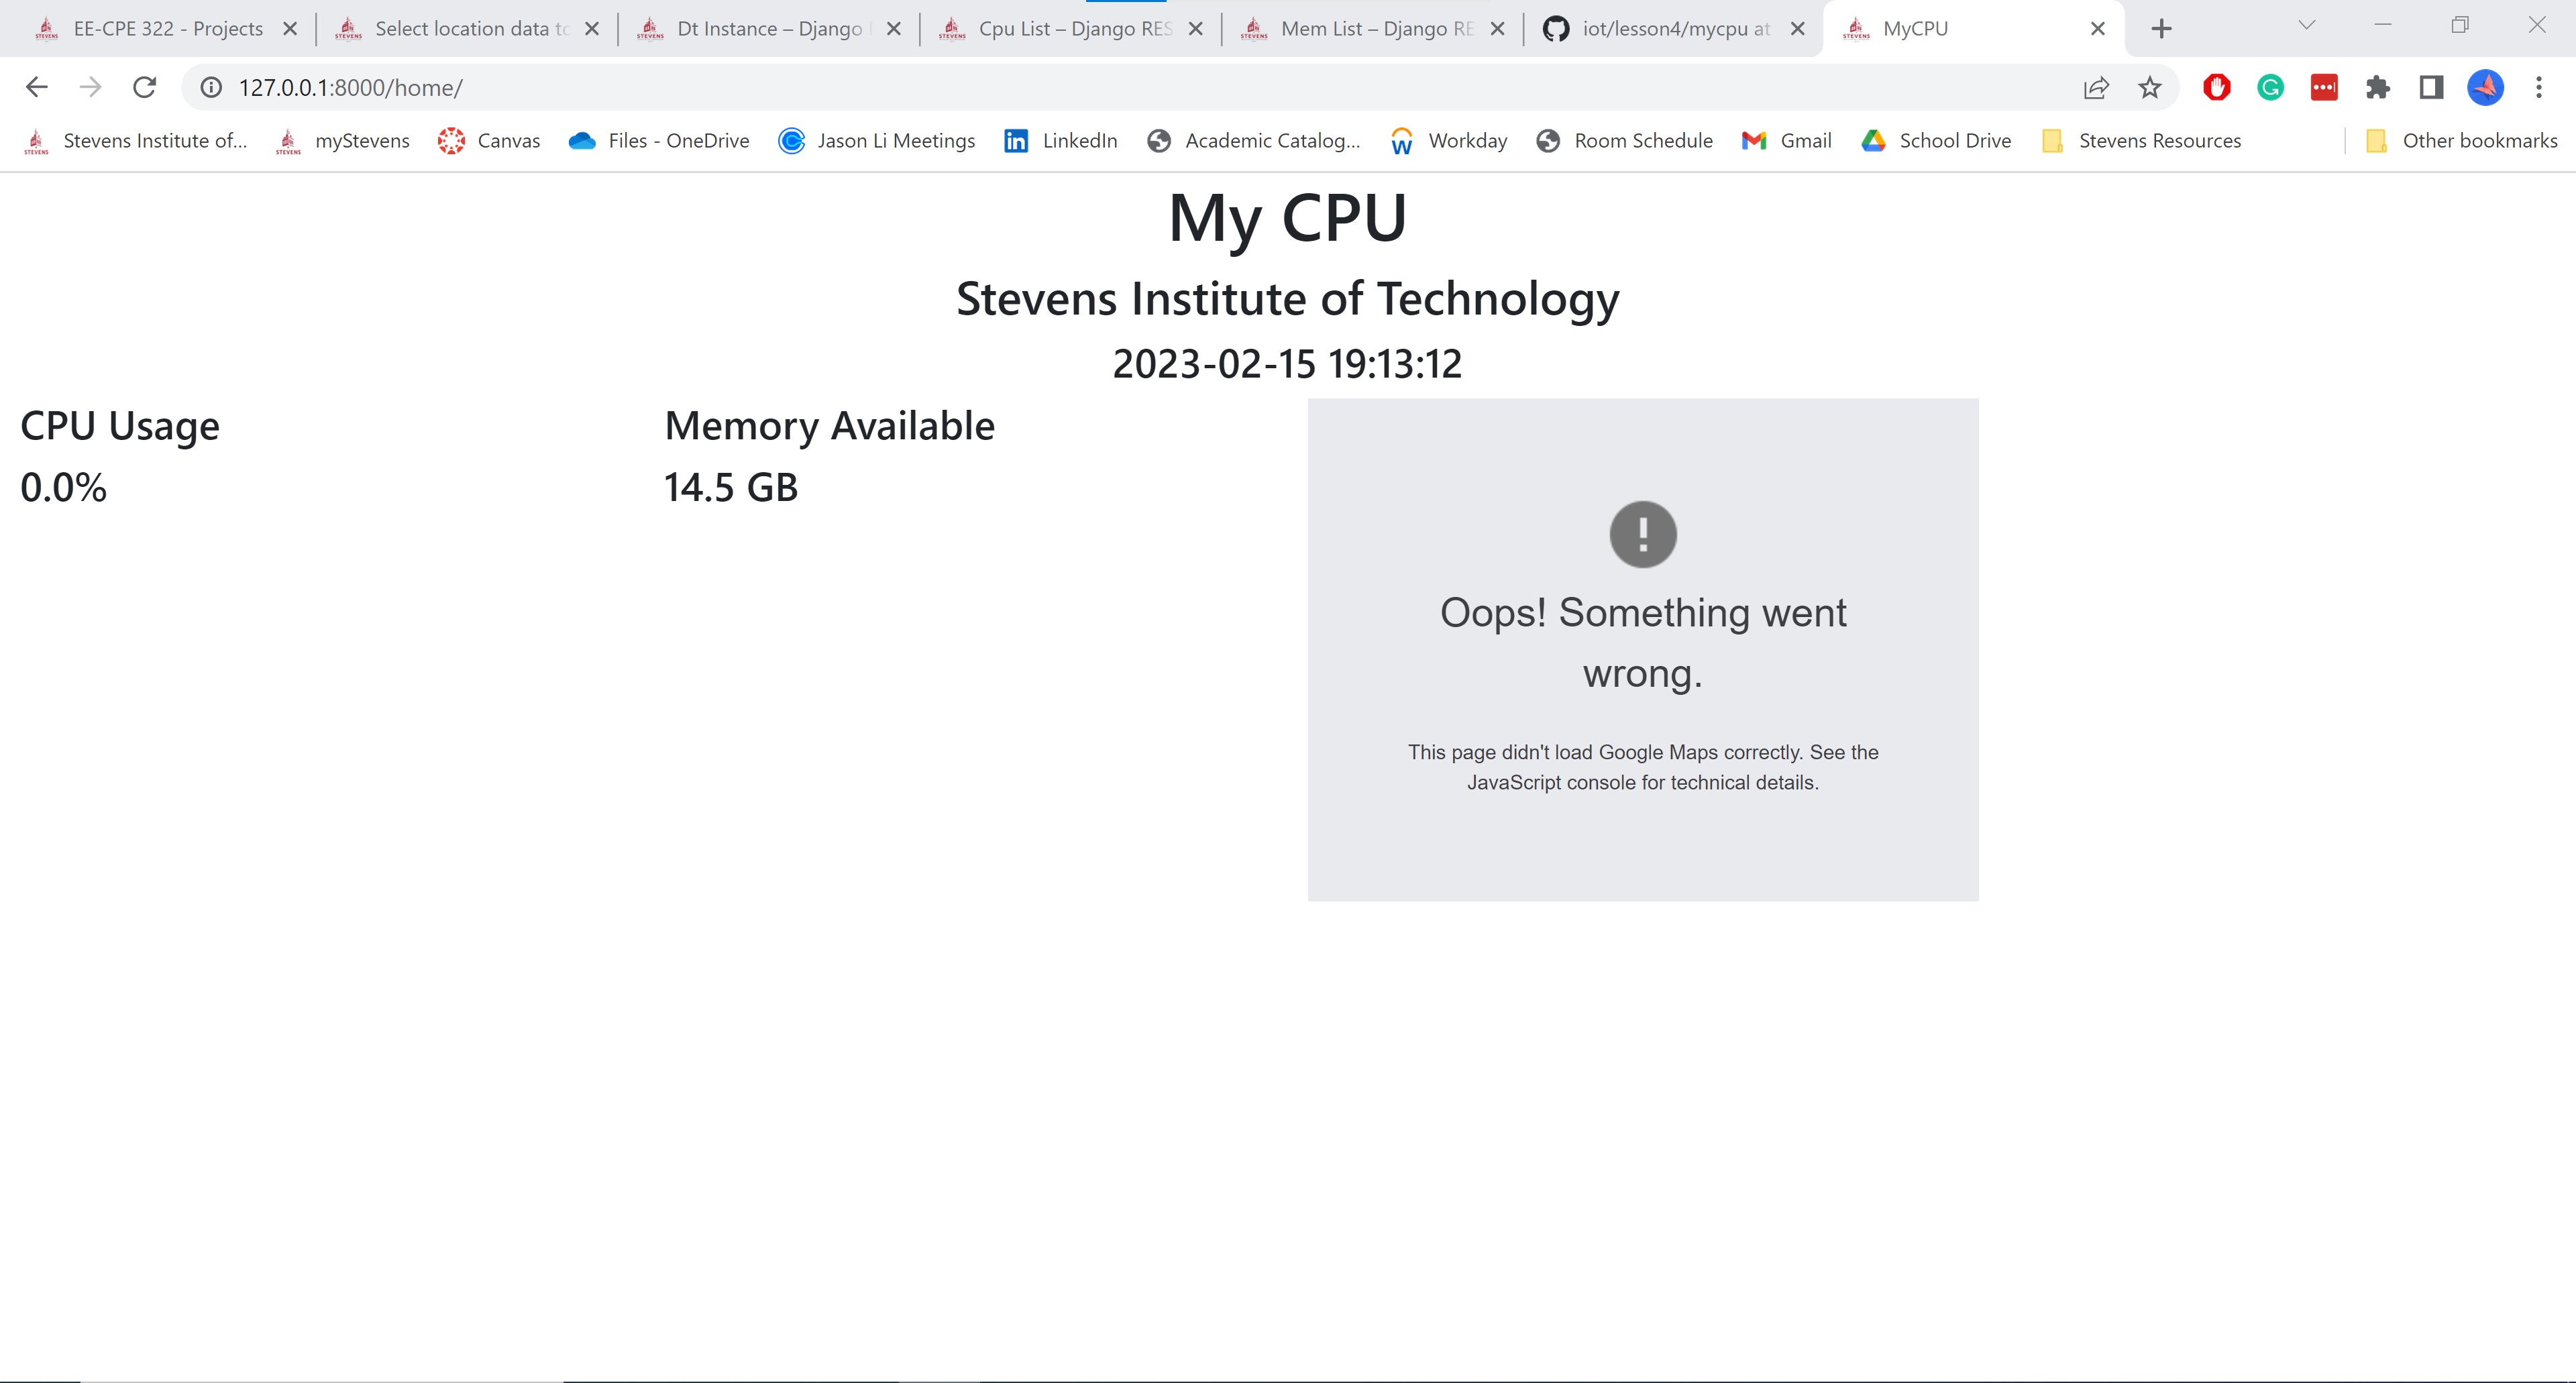 EE-CPE 322 - Projects
Select location data to
Dt Instance – Django
Cpu List – Django RES
Mem List – Django RE
iot/lesson4/mycpu at
MyCPU
127.0.0.1:8000/home/
Stevens Institute of...
myStevens
Canvas
Files - OneDrive
Jason Li Meetings
LinkedIn
Academic Catalog...
Workday
Room Schedule
Gmail
School Drive
Stevens Resources
Other bookmarks
My CPU
Stevens Institute of Technology
2023-02-15 19:13:12
CPU Usage
0.0%
Memory Available
14.5 GB
Oops! Something went
wrong.
This page didn't load Google Maps correctly. See the
JavaScript console for technical details.